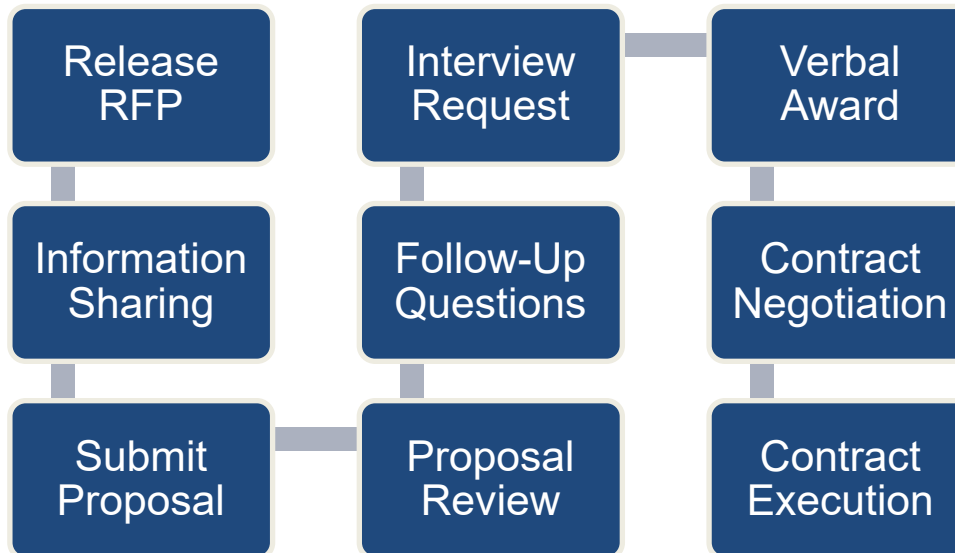 Release
RFP
Information
Sharing
Submit
Proposal
Proposal
Review
Follow-Up
Questions
Interview
Request
Verbal
Award
Contract
Negotiation
Contract
Execution